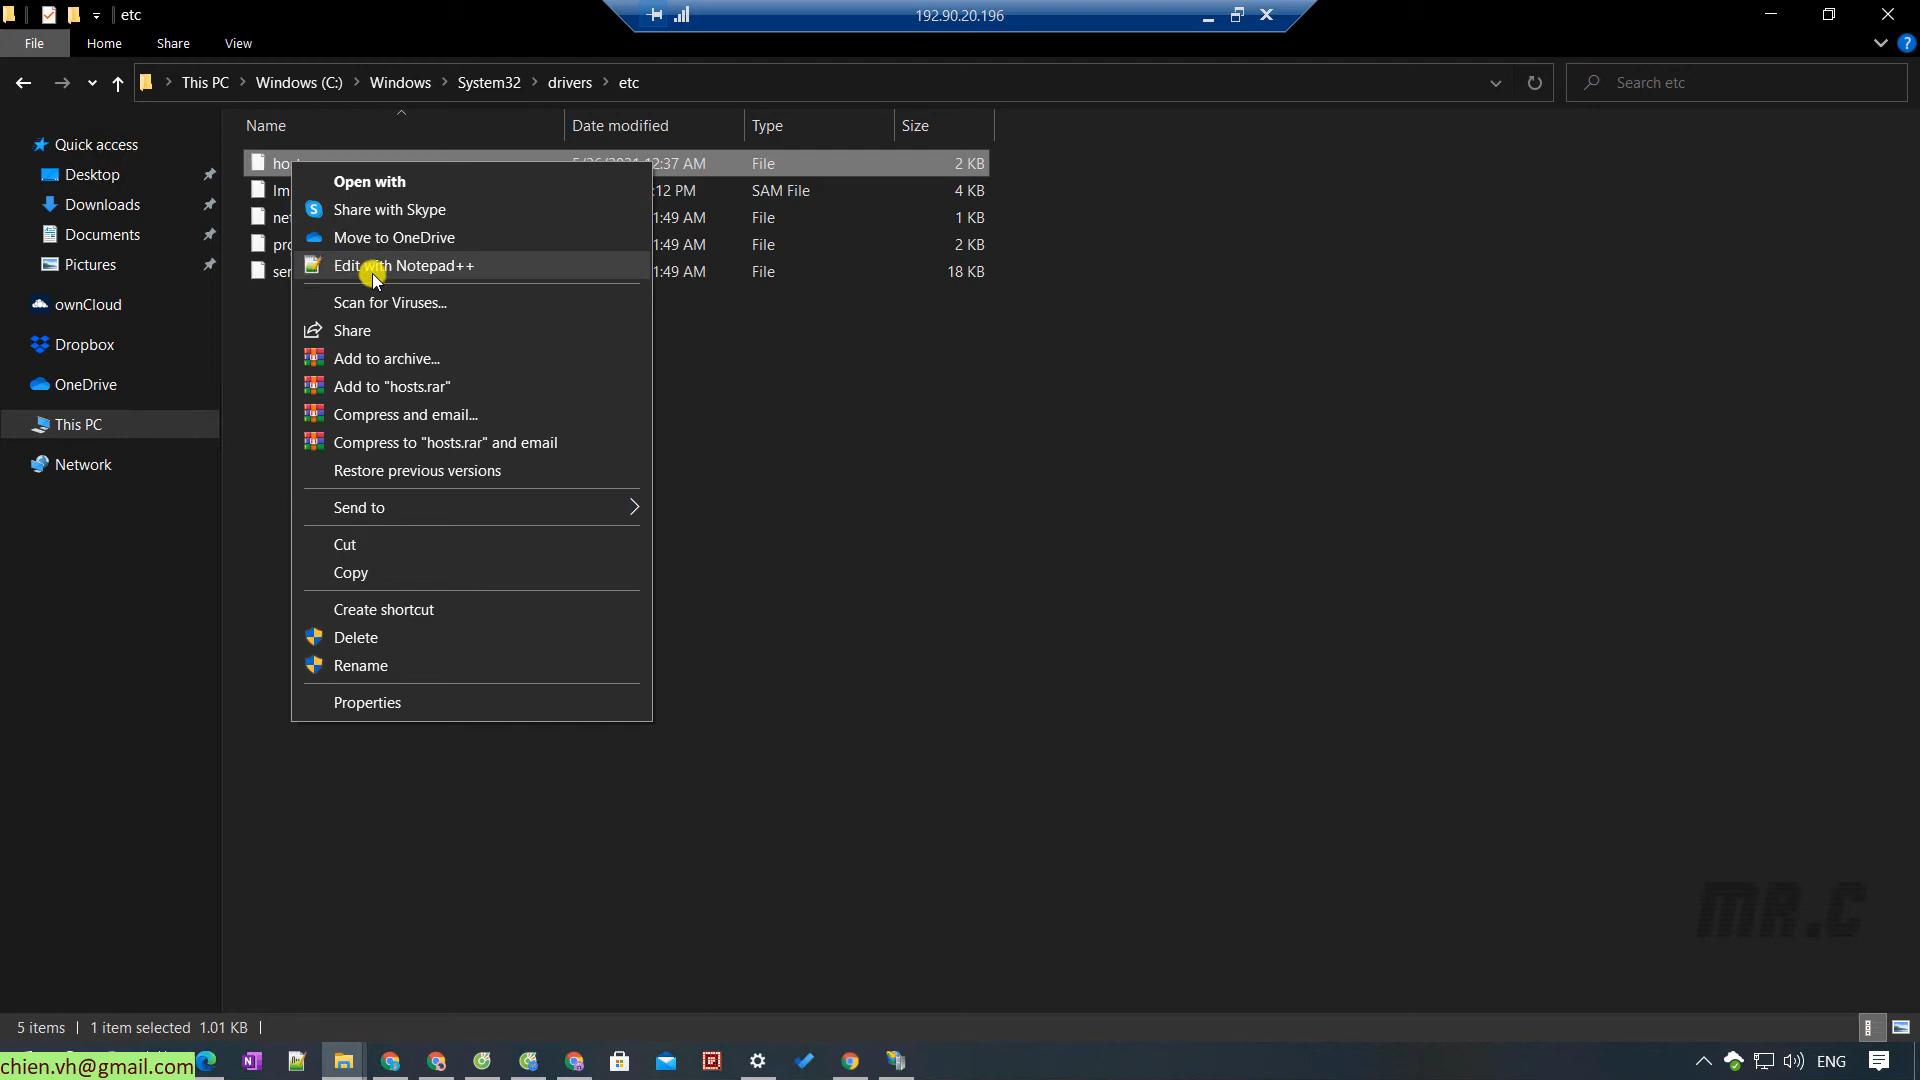 etc
192.90.20.196
File Home Share View
This PC Windows (C:) Windows System32 drivers etc
Search etc
Name Date modified Type Size
Quick access
Desktop
Downloads
Documents
Pictures
ownCloud
Dropbox
OneDrive
This PC
Network
12:37 AM File 2 KB
:12 PM SAM File 4 KB
1:49 AM File 1 KB
1:49 AM File 2 KB
1:49 AM File 18 KB
Open with
Share with Skype
Move to OneDrive
Edit with Notepad++
Scan for Viruses...
Share
Add to archive...
Add to "hosts.rar"
Compress and email...
Compress to "hosts.rar" and email
Restore previous versions
Send to
Cut
Copy
Create shortcut
Delete
Rename
Properties
MR.C
5 items 1 item selected 1.01 KB
chien.vh@gmail.com
ENG